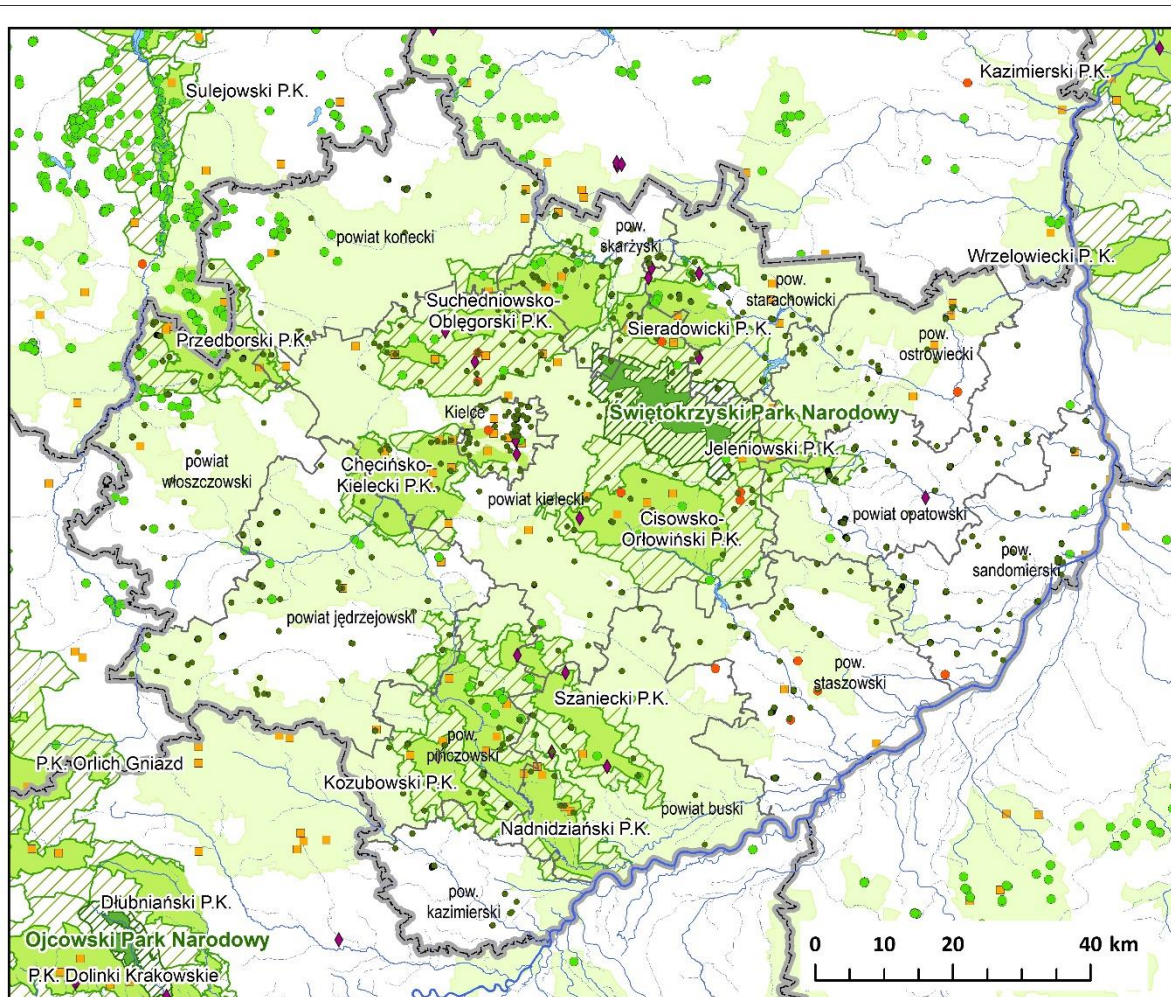 Kazimierski P.K.
Sulejowski P.K.
pow.
skarżyski
powiat konecki
Wrzelowiecki P.K.
pow.
starachowicki
Suchedniowsko-
Oblęgorski P.K.
Sieradowicki P.K.
Przedborski P.K.
pow.
ostrowiecki
Kielce
Świętokrzyski Park Narodowy
Jeleniowski P.K.
powiat
włoszczowski
Chęcińsko-
Kielecki P.K.
powiat kielecki
Cisowsko-
Orłowiński P.K.
powiat opatowski
pow.
sandomierski
powiat jędrzejowski
pow.
staszowski
Szaniecki P.K.
pow.
pińczowski
P.K. Orlich Gniazd
Kozubowski P.K.
powiat buski
Nadnidziański P.K.
pow.
kazimierski
Dłubniański P.K.
Ojcowski Park Narodowy
P.K. Dolinki Krakowskie
0 10 20 40 km